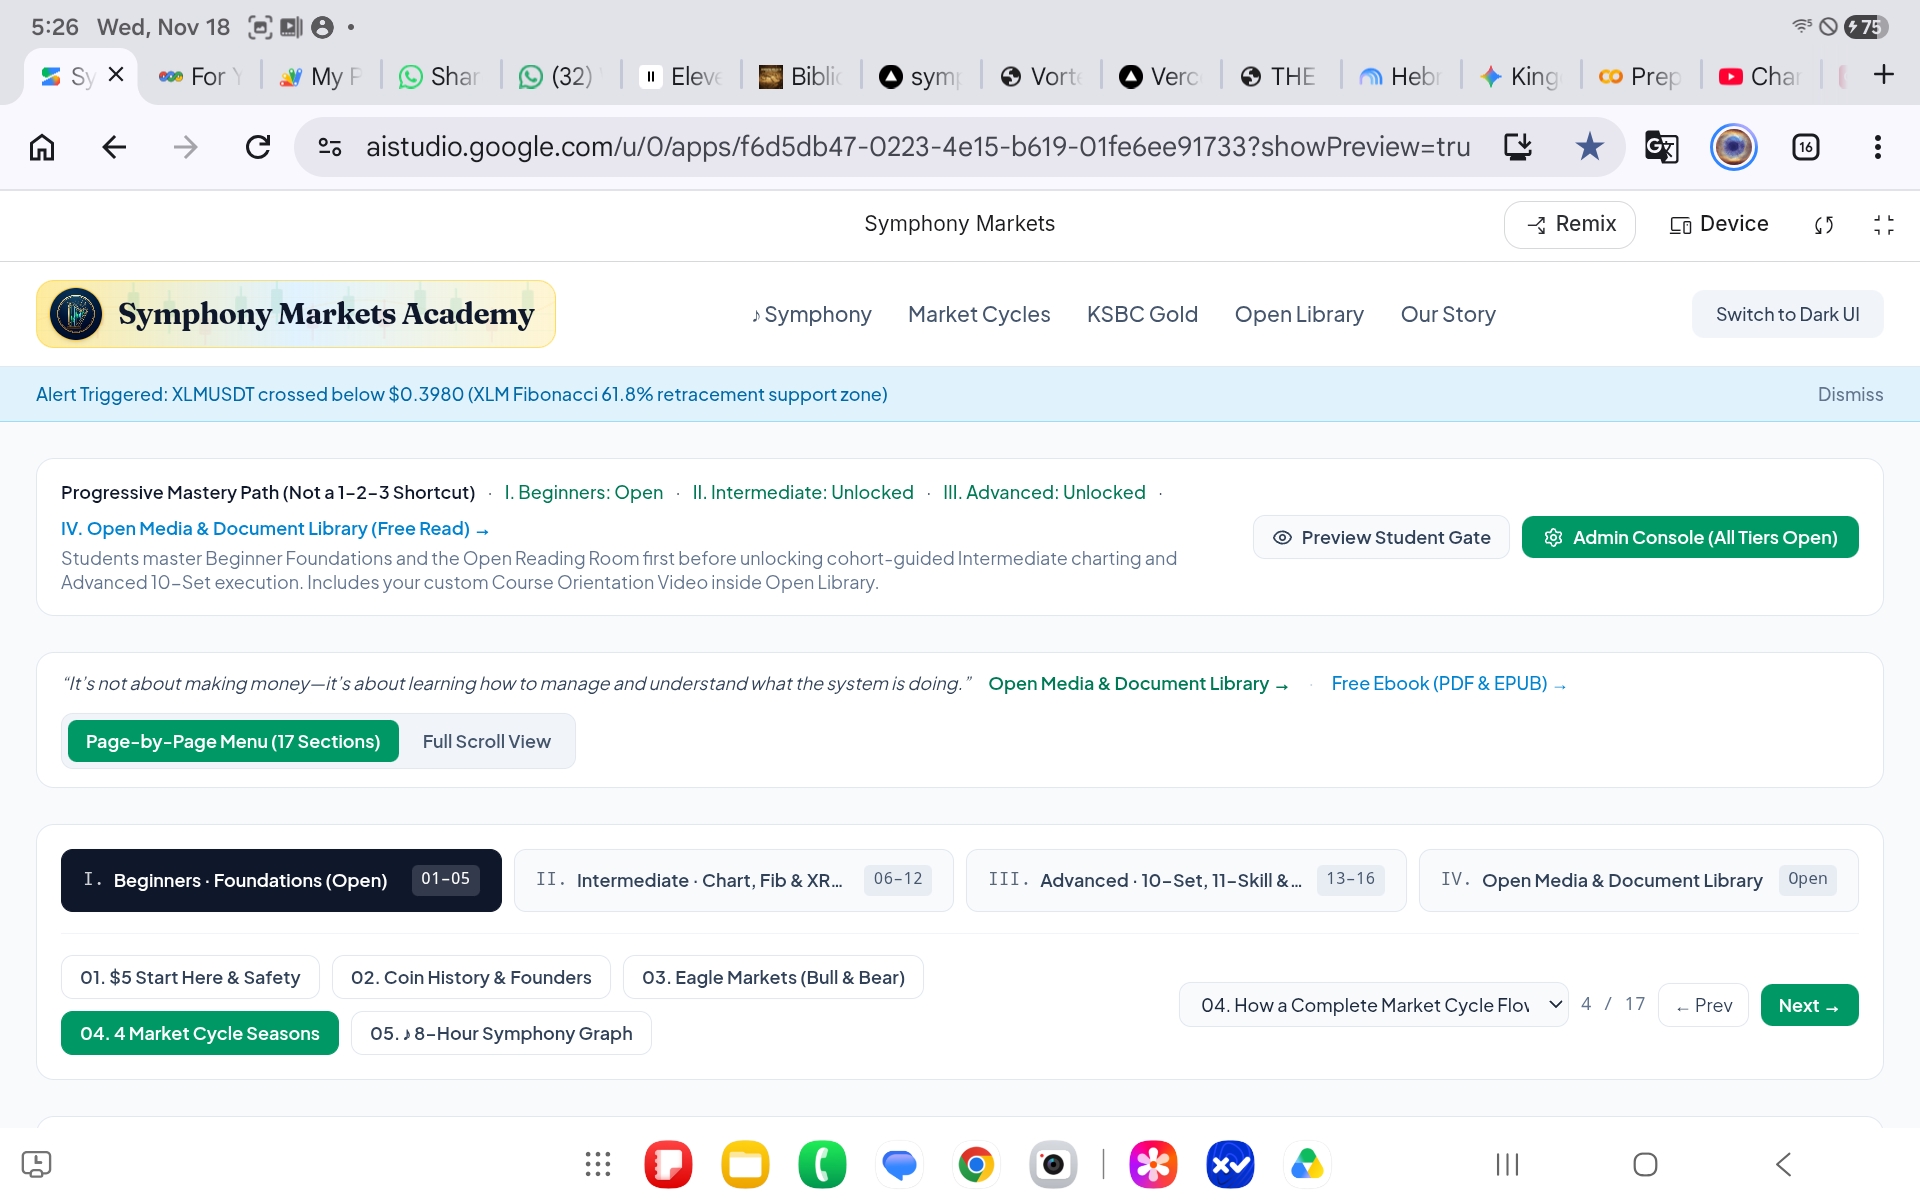 5:26 Wed, Nov 18
75
Sy
For Y
My F
Shar
(32)
Eleve
Biblic
symp
Vorte
Verc
THE
Hebr
King
Prep
Char
aistudio.google.com/u/0/apps/f6d5db47-0223-4e15-b619-01fe6ee91733?showPreview=tru
16
Symphony Markets
Remix
Device
Symphony Markets Academy
♪ Symphony
Market Cycles
KSBC Gold
Open Library
Our Story
Switch to Dark UI
Alert Triggered: XLMUSDT crossed below $0.3980 (XLM Fibonacci 61.8% retracement support zone)
Dismiss
Progressive Mastery Path (Not a 1-2-3 Shortcut) · I. Beginners: Open · II. Intermediate: Unlocked · III. Advanced: Unlocked ·
IV. Open Media & Document Library (Free Read) →
Students master Beginner Foundations and the Open Reading Room first before unlocking cohort-guided Intermediate charting and
Advanced 10-Set execution. Includes your custom Course Orientation Video inside Open Library.
Preview Student Gate
Admin Console (All Tiers Open)
“It’s not about making money—it’s about learning how to manage and understand what the system is doing.” Open Media & Document Library → · Free Ebook (PDF & EPUB) →
Page-by-Page Menu (17 Sections)
Full Scroll View
I. Beginners · Foundations (Open) 01-05
II. Intermediate · Chart, Fib & XR... 06-12
III. Advanced · 10-Set, 11-Skill &... 13-16
IV. Open Media & Document Library Open
01. $5 Start Here & Safety
02. Coin History & Founders
03. Eagle Markets (Bull & Bear)
04. 4 Market Cycle Seasons
05. ♪ 8-Hour Symphony Graph
04. How a Complete Market Cycle Flow
4 / 17
← Prev
Next →